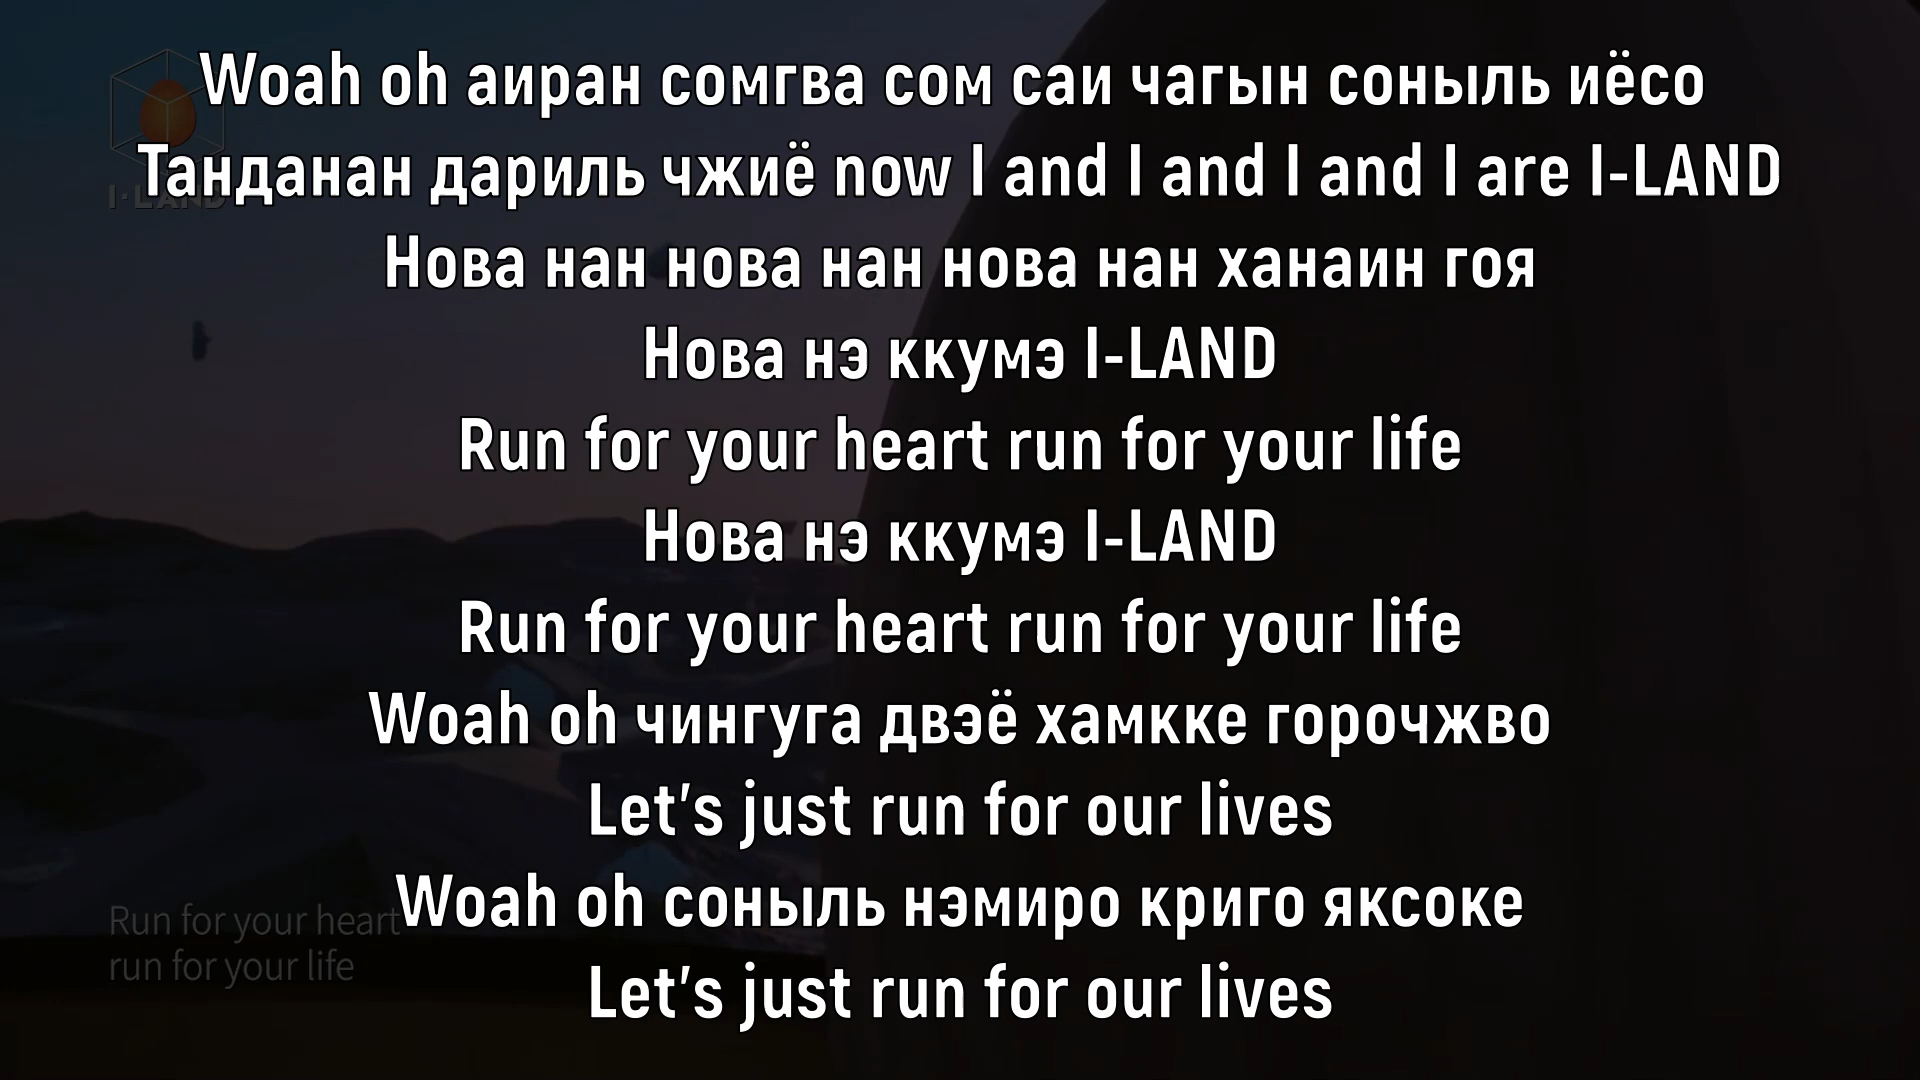 Woah oh аиран сомгва сом саи чагын соныль иёсо
Танданан дариль чжиё now I and I and I and I are I-LAND
I·LAND
Нова нан нова нан нова нан ханаин гоя
Нова нэ ккумэ I-LAND
Run for your heart run for your life
Нова нэ ккумэ I-LAND
Run for your heart run for your life
Woah oh чингуга двэё хамкке горочжво
Let's just run for our lives
Woah oh соныль нэмиро криго яксоке
Let's just run for our lives
Run for your heart
run for your life